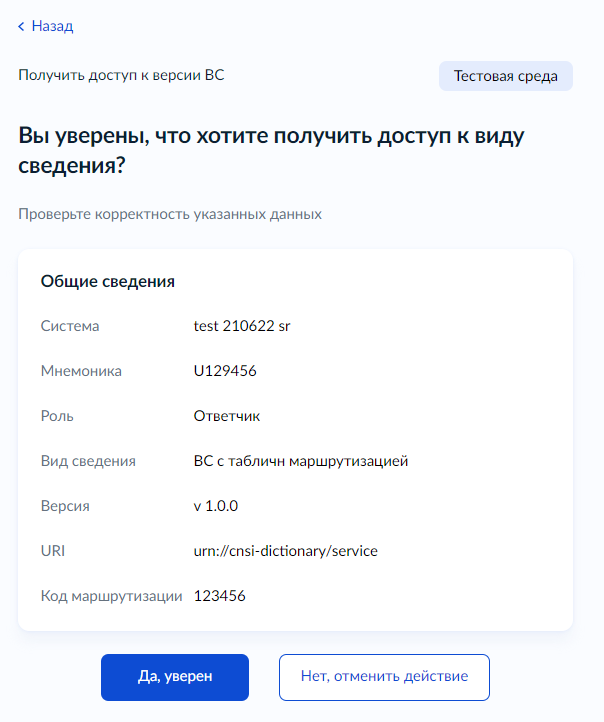 Назад
Получить доступ к версии ВС
Тестовая среда
Вы уверены, что хотите получить доступ к виду
сведения?
Проверьте корректность указанных данных
Общие сведения
Система test 210622 sr
Мнемоника U129456
Роль Ответчик
Вид сведения ВС с табличн маршрутизацией
Версия v 1.0.0
URI urn://cnsi-dictionary/service
Код маршрутизации 123456
Да, уверен
Нет, отменить действие